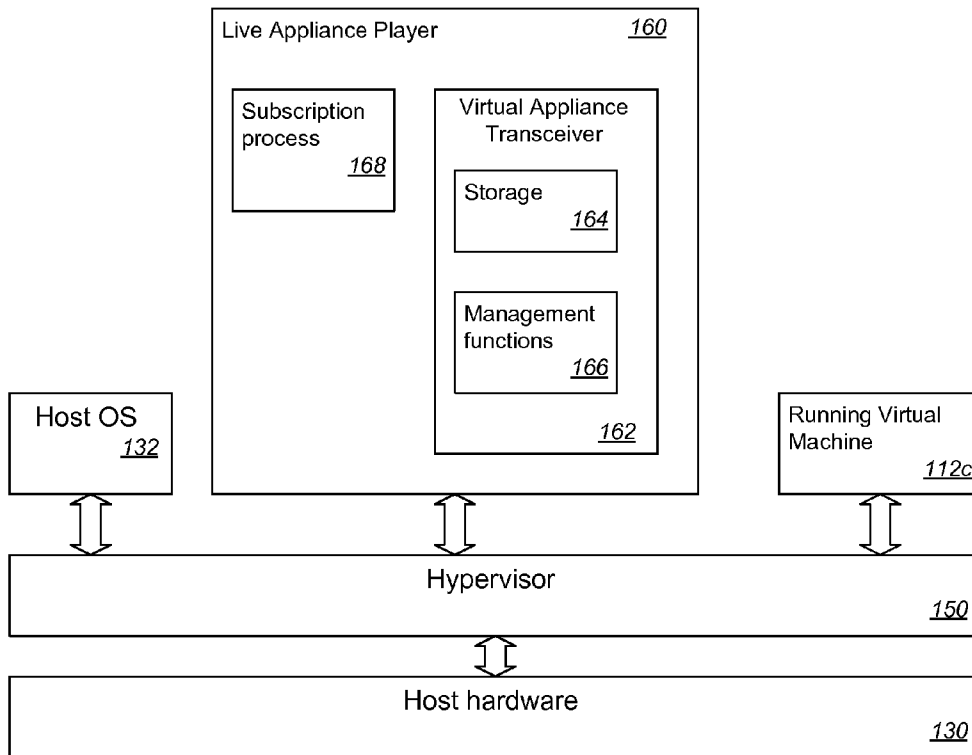 Live Appliance Player 160
Subscription
process
168
Virtual Appliance
Transceiver
Storage
164
Management
functions
166
162
Host OS
132
Running Virtual
Machine
112c
Hypervisor
150
Host hardware
130